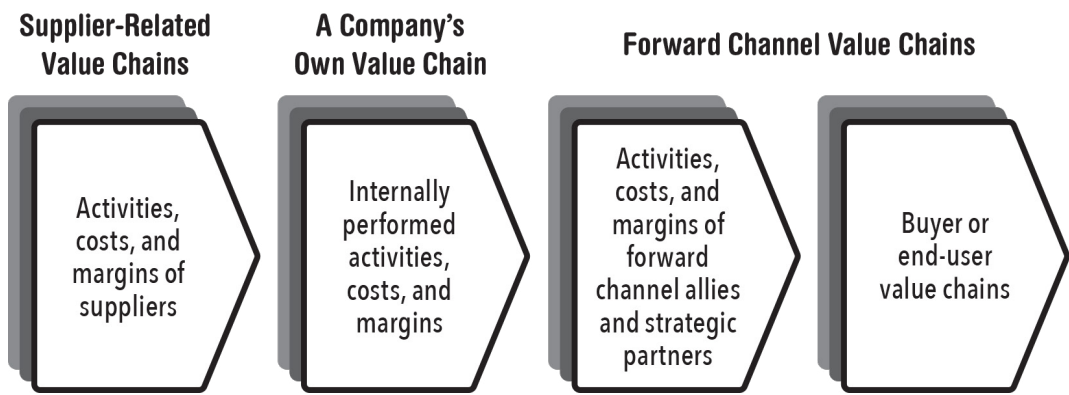 Supplier-Related
Value Chains
A Company's
Own Value Chain
Forward Channel Value Chains
Activities,
costs, and
margins of
suppliers
Internally
performed
activities,
costs, and
margins
Activities,
costs, and
margins of
forward
channel allies
and strategic
partners
Buyer or
end-user
value chains